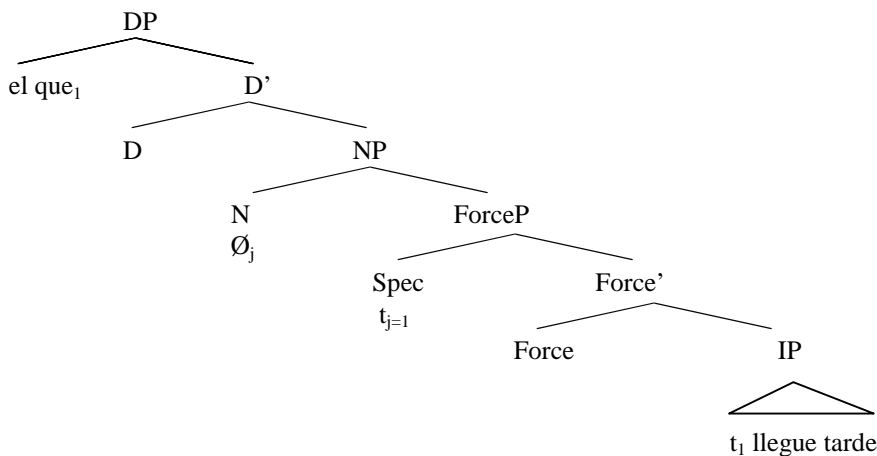 DP
el que₁ D’
D NP
N ForceP
Øⱼ
Spec Force’
tⱼ₌₁
Force IP
t₁ llegue tarde